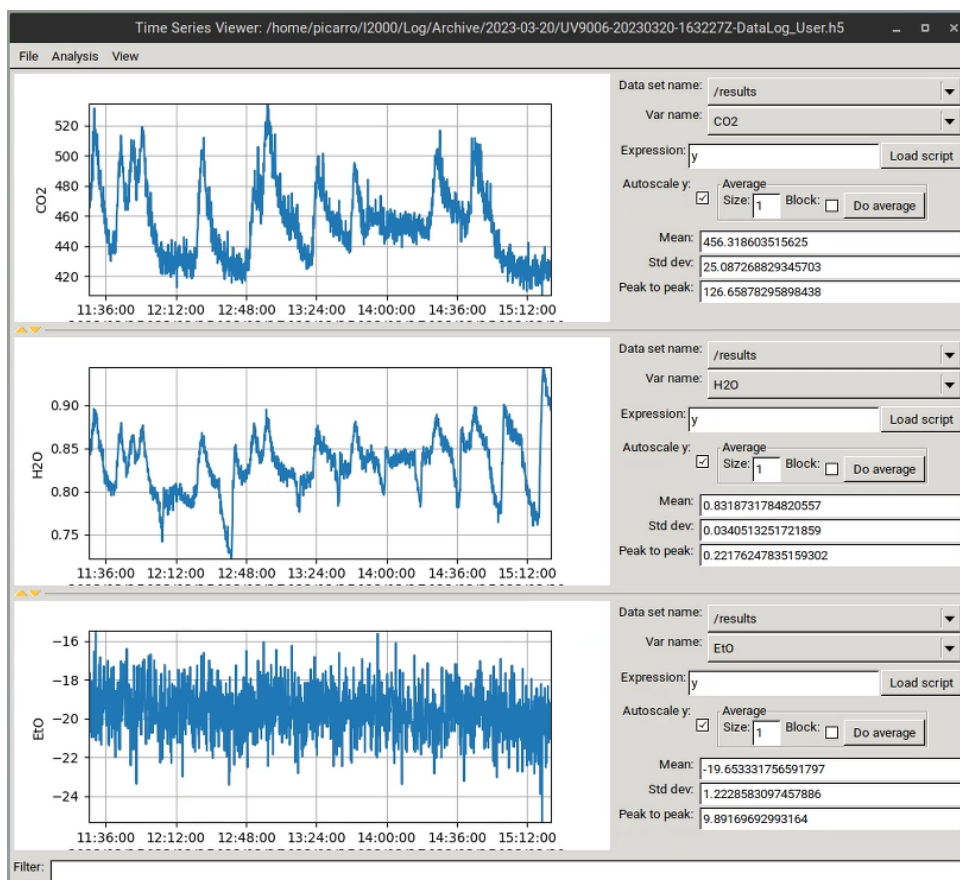 Time Series Viewer: /home/picarro/I2000/Log/Archive/2023-03-20/UV9006-20230320-163227Z-DataLog_User.h5
File Analysis View
Data set name: /results
Var name: CO2
Expression: y Load script
Autoscale y: Average
Size: 1 Block: Do average
Mean: 456.318603515625
Std dev: 25.087268829345703
Peak to peak: 126.65878295898438
CO2
520
500
480
460
440
420
11:36:00 12:12:00 12:48:00 13:24:00 14:00:00 14:36:00 15:12:00
Data set name: /results
Var name: H2O
Expression: y Load script
Autoscale y: Average
Size: 1 Block: Do average
Mean: 0.8318731784820557
Std dev: 0.0340513251721859
Peak to peak: 0.22176247835159302
H2O
0.90
0.85
0.80
0.75
11:36:00 12:12:00 12:48:00 13:24:00 14:00:00 14:36:00 15:12:00
Data set name: /results
Var name: EtO
Expression: y Load script
Autoscale y: Average
Size: 1 Block: Do average
Mean: -19.653331756591797
Std dev: 1.2228583097457886
Peak to peak: 9.89169692993164
EtO
−16
−18
−20
−22
−24
11:36:00 12:12:00 12:48:00 13:24:00 14:00:00 14:36:00 15:12:00
Filter: